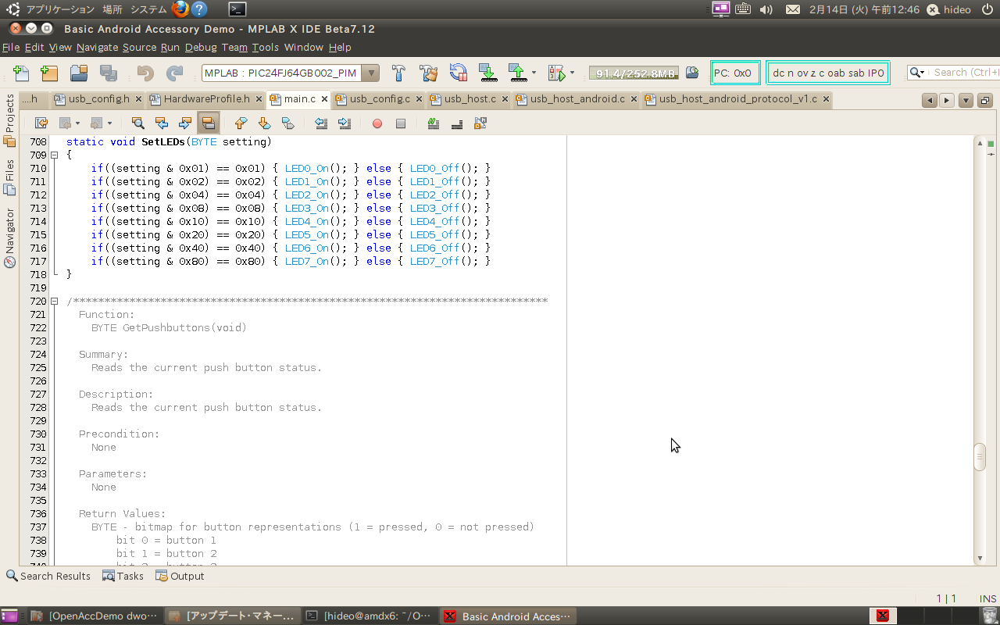 アプリケーション 場所 システム 2月14日 (火) 午前12:46 hideo
Basic Android Accessory Demo - MPLAB X IDE Beta7.12
File Edit View Navigate Source Run Debug Team Tools Window Help
MPLAB : PIC24FJ64GB002_PIM 91.4/252.8MB PC: 0x0 dc n ov z c oab sab IP0 Search (Ctrl+I
....h usb_config.h HardwareProfile.h main.c usb_config.c usb_host.c usb_host_android.c usb_host_android_protocol_v1.c
Projects
Files
Navigator
708 static void SetLEDs(BYTE setting)
709 {
710 if((setting & 0x01) == 0x01) { LED0_On(); } else { LED0_Off(); }
711 if((setting & 0x02) == 0x02) { LED1_On(); } else { LED1_Off(); }
712 if((setting & 0x04) == 0x04) { LED2_On(); } else { LED2_Off(); }
713 if((setting & 0x08) == 0x08) { LED3_On(); } else { LED3_Off(); }
714 if((setting & 0x10) == 0x10) { LED4_On(); } else { LED4_Off(); }
715 if((setting & 0x20) == 0x20) { LED5_On(); } else { LED5_Off(); }
716 if((setting & 0x40) == 0x40) { LED6_On(); } else { LED6_Off(); }
717 if((setting & 0x80) == 0x80) { LED7_On(); } else { LED7_Off(); }
718 }
719
720 /****************************************************************************
721 Function:
722 BYTE GetPushbuttons(void)
723
724 Summary:
725 Reads the current push button status.
726
727 Description:
728 Reads the current push button status.
729
730 Precondition:
731 None
732
733 Parameters:
734 None
735
736 Return Values:
737 BYTE - bitmap for button representations (1 = pressed, 0 = not pressed)
738 bit 0 = button 1
739 bit 1 = button 2
Search Results Tasks Output
1 | 1 INS
[OpenAccDemo dwo··· [アップデート・マネー... [hideo@amdx6: ~/O··· Basic Android Acces···